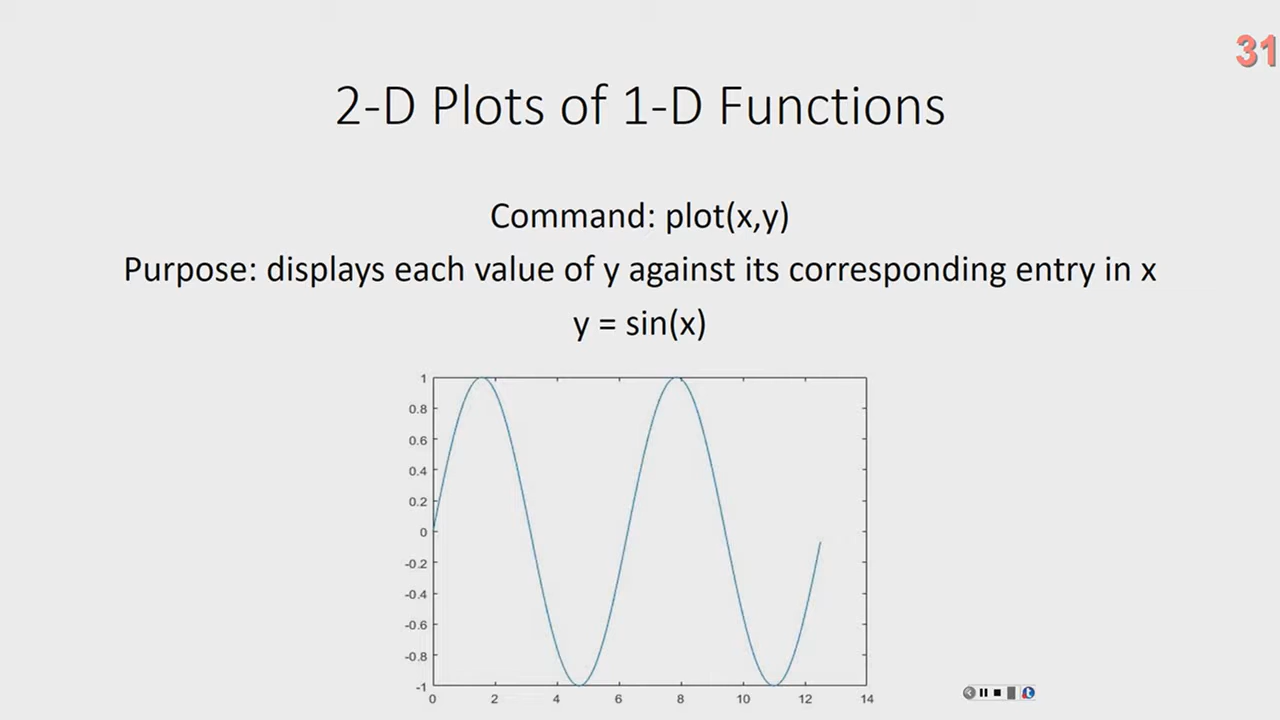 31
2-D Plots of 1-D Functions
Command: plot(x,y)
Purpose: displays each value of y against its corresponding entry in x
y = sin(x)
1
0.8
0.6
0.4
0.2
0
-0.2
-0.4
-0.6
-0.8
-1
0 2 4 6 8 10 12 14